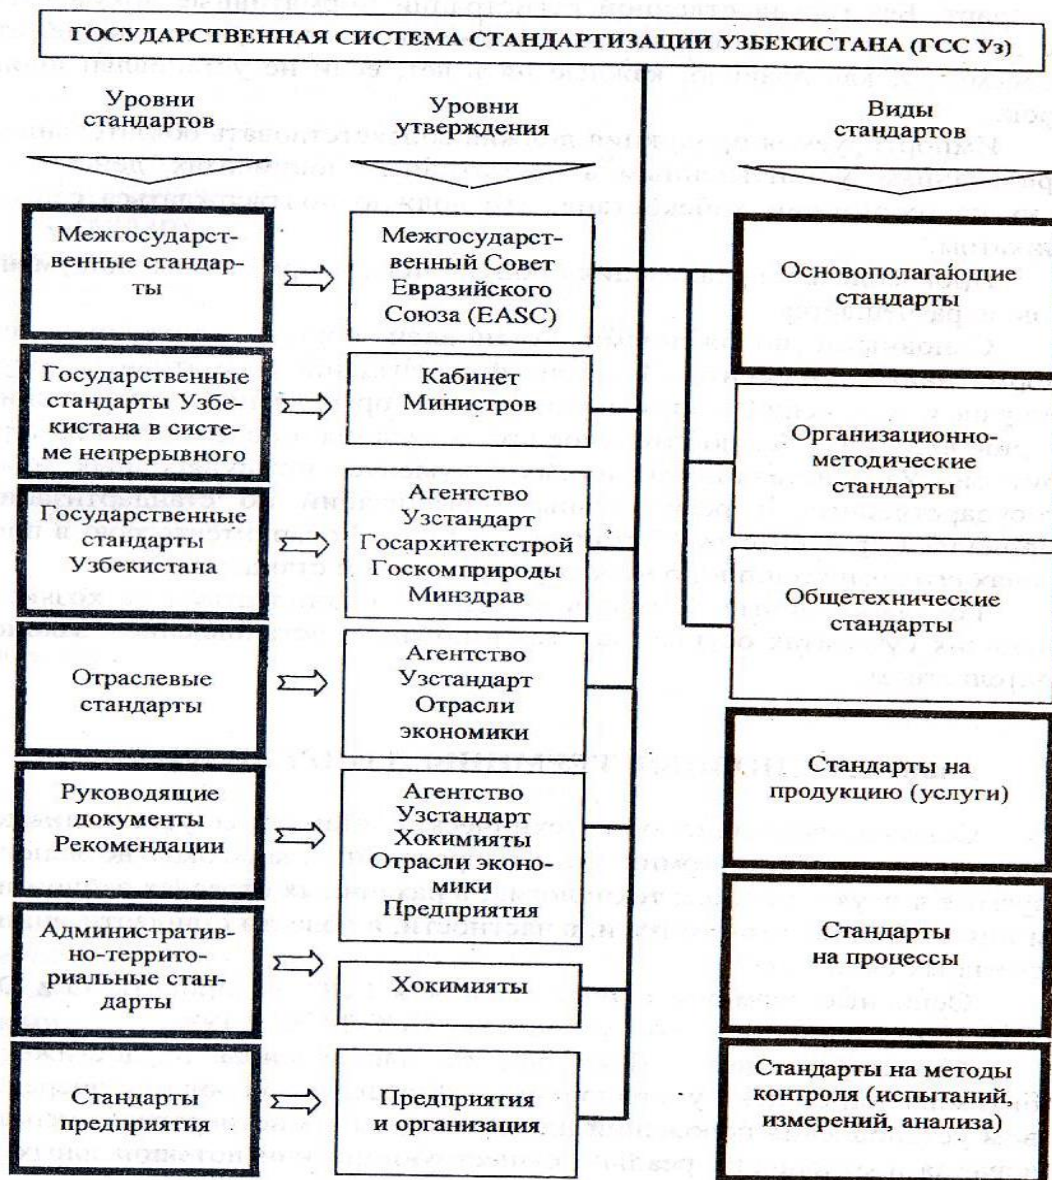 ГОСУДАРСТВЕННАЯ СИСТЕМА СТАНДАРТИЗАЦИИ УЗБЕКИСТАНА (ГСС Уз)
Уровни
стандартов
Уровни
утверждения
Виды
стандартов
Межгосударст-
венные стандар-
ты
Государственные
стандарты Узбе-
кистана в систе-
ме непрерывного
Государственные
стандарты
Узбекистана
Отраслевые
стандарты
Руководящие
документы
Рекомендации
Административ-
но-террито-
риальные стан-
дарты
Стандарты
предприятия
Межгосударст-
венный Совет
Евразийского
Союза (EASC)
Кабинет
Министров
Агентство
Узстандарт
Госархитектстрой
Госкомприроды
Минздрав
Агентство
Узстандарт
Отрасли
экономики
Агентство
Узстандарт
Хокимияты
Отрасли эконо-
мики
Предприятия
Хокимияты
Предприятия
и организация
Основополагающие
стандарты
Организационно-
методические
стандарты
Общетехнические
стандарты
Стандарты на
продукцию (услуги)
Стандарты
на процессы
Стандарты на методы
контроля (испытаний,
измерений, анализа)